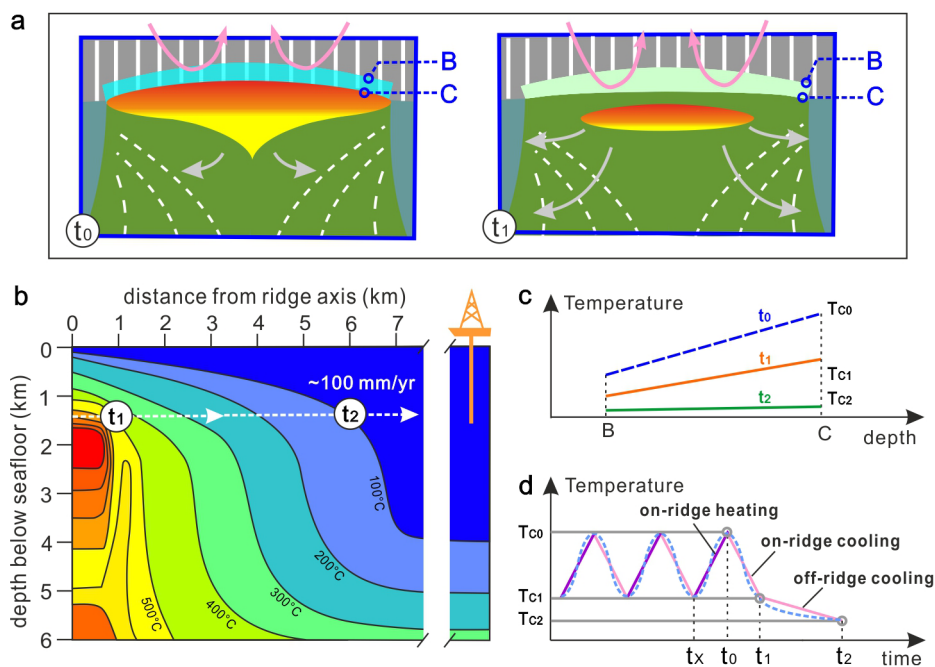 a
B
C
t0
B
C
t1
b
distance from ridge axis (km)
0 1 2 3 4 5 6 7
depth below seafloor (km)
0
1
2
3
4
5
6
~100 mm/yr
t1
t2
100°C
200°C
300°C
400°C
500°C
c
Temperature
t0
TC0
t1
TC1
t2
TC2
B
C
depth
d
Temperature
on-ridge heating
TC0
on-ridge cooling
off-ridge cooling
TC1
TC2
tX t0 t1 t2
time